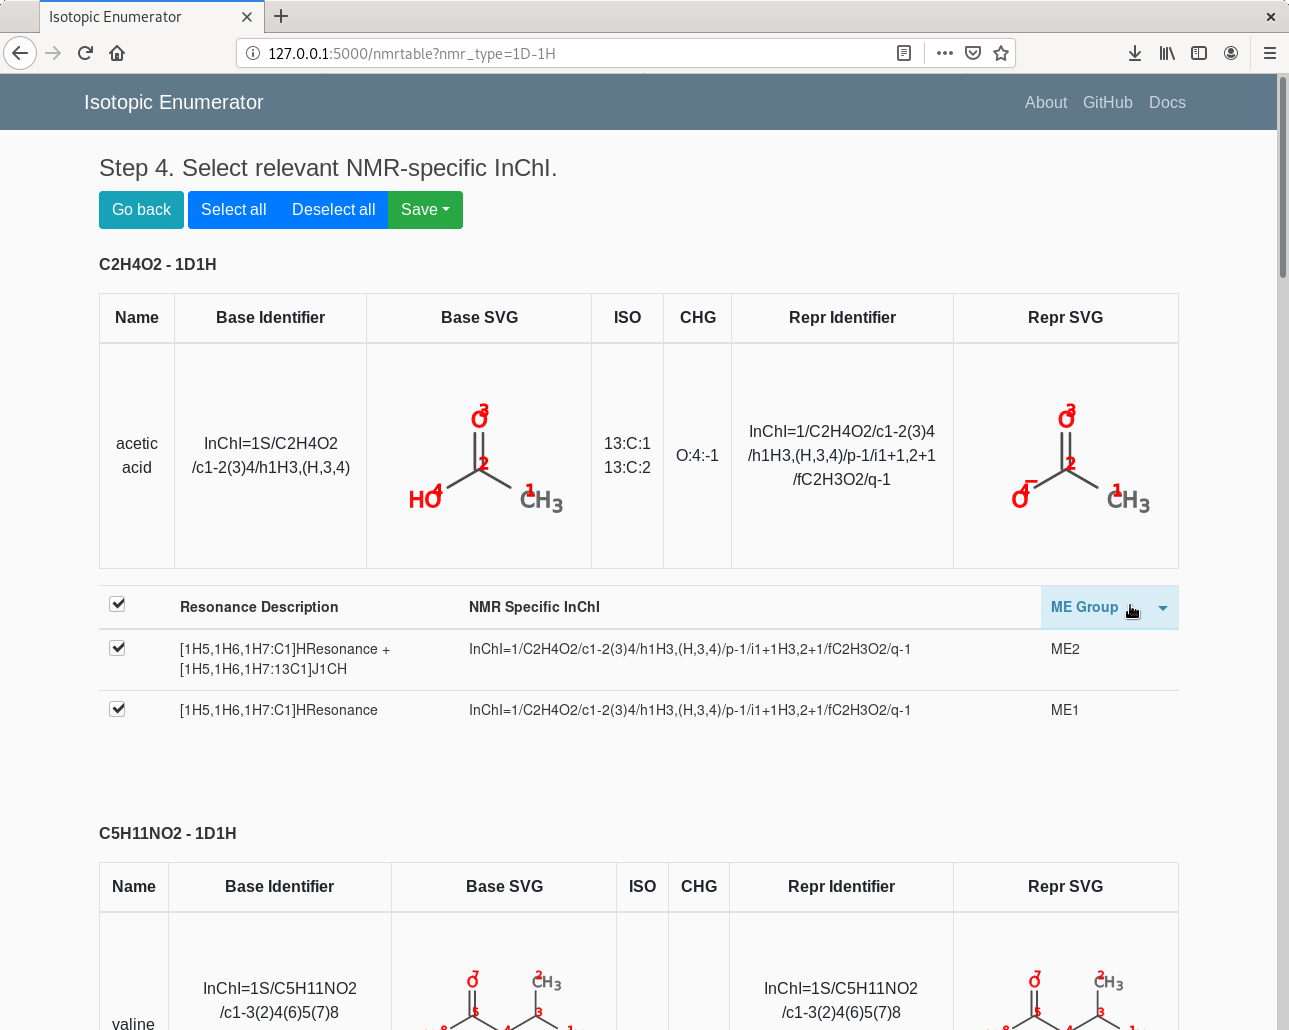 Isotopic Enumerator
127.0.0.1:5000/nmrtable?nmr_type=1D-1H
Isotopic Enumerator About GitHub Docs
Step 4. Select relevant NMR-specific InChI.
Go back Select all Deselect all Save
C2H4O2 - 1D1H
Name Base Identifier Base SVG ISO CHG Repr Identifier Repr SVG
acetic
acid
InChI=1S/C2H4O2
/c1-2(3)4/h1H3,(H,3,4)
O 3
2
HO 4
CH3 1
13:C:1
13:C:2
O:4:-1
InChI=1/C2H4O2/c1-2(3)4
/h1H3,(H,3,4)/p-1/i1+1,2+1
/fC2H3O2/q-1
O 3
2
O− 4
CH3 1
Resonance Description NMR Specific InChI ME Group
[1H5,1H6,1H7:C1]HResonance +
[1H5,1H6,1H7:13C1]J1CH
InChI=1/C2H4O2/c1-2(3)4/h1H3,(H,3,4)/p-1/i1+1H3,2+1/fC2H3O2/q-1 ME2
[1H5,1H6,1H7:C1]HResonance InChI=1/C2H4O2/c1-2(3)4/h1H3,(H,3,4)/p-1/i1+1H3,2+1/fC2H3O2/q-1 ME1
C5H11NO2 - 1D1H
Name Base Identifier Base SVG ISO CHG Repr Identifier Repr SVG
valine
InChI=1S/C5H11NO2
/c1-3(2)4(6)5(7)8
O 7
CH3 2
5
3
InChI=1S/C5H11NO2
/c1-3(2)4(6)5(7)8
O 7
CH3 2
5
3